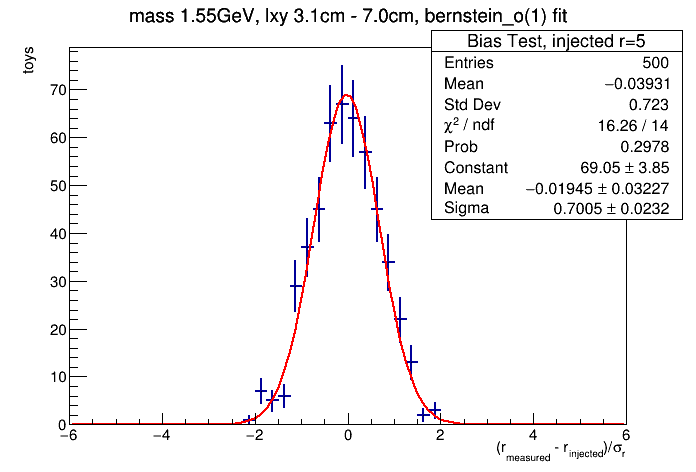 mass 1.55GeV, lxy 3.1cm - 7.0cm, bernstein_o(1) fit
Bias Test, injected r=5
Entries 500
Mean −0.03931
Std Dev 0.723
χ² / ndf 16.26 / 14
Prob 0.2978
Constant 69.05 ± 3.85
Mean −0.01945 ± 0.03227
Sigma 0.7005 ± 0.0232
toys
70
60
50
40
30
20
10
0
−6 −4 −2 0 2 4 6
(r_measured - r_injected)/σ_r